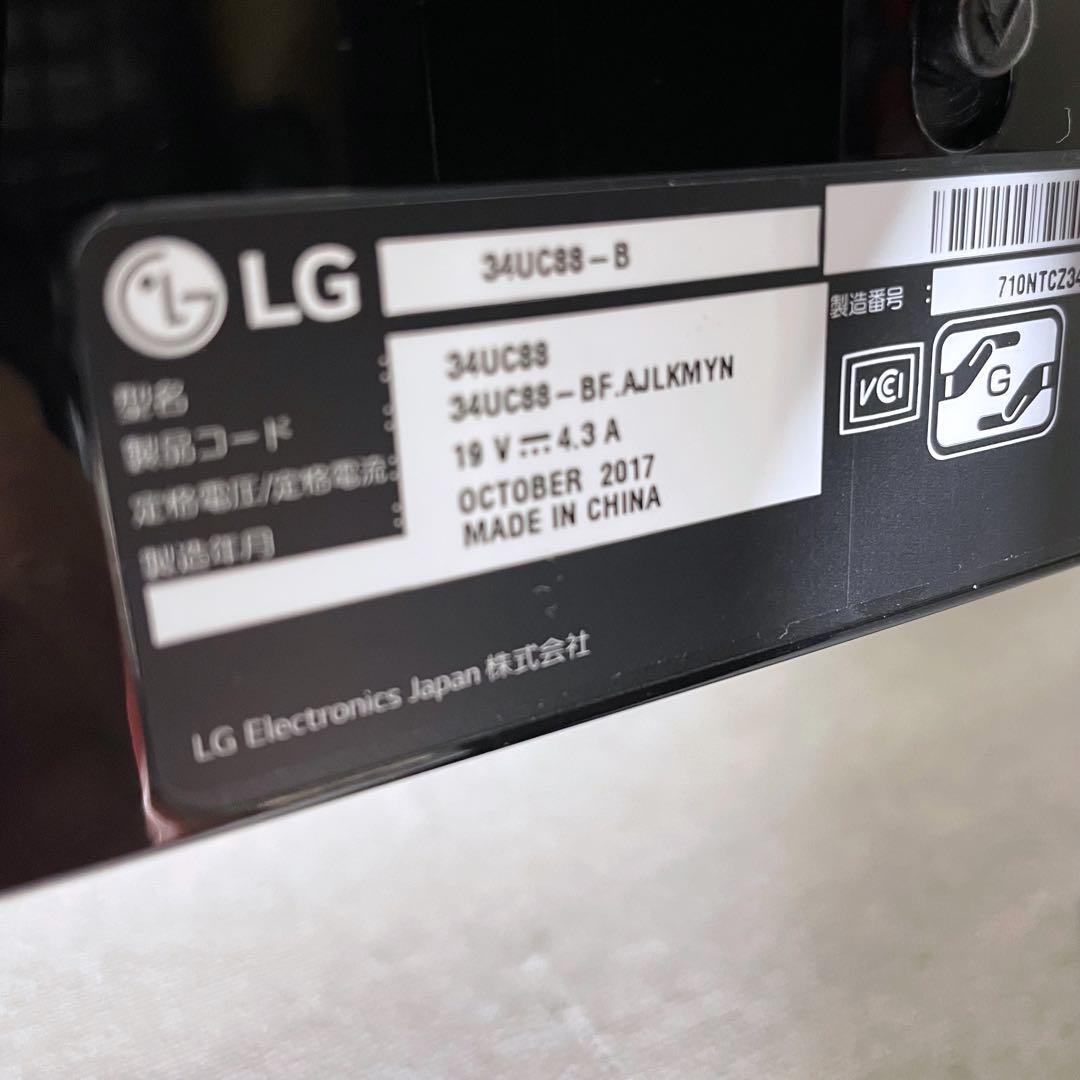 LG
34UC88-B
型名 :
34UC88
製品コード :
34UC88-BF.AJLKMYN
定格電圧/定格電流:
19 V ⎓ 4.3 A
製造年月 :
OCTOBER 2017
MADE IN CHINA
LG Electronics Japan 株式会社
製造番号 :
710NTCZ34
VCCI
G